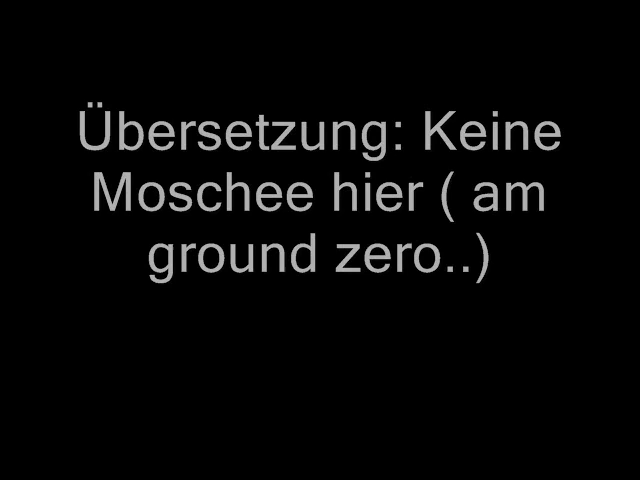 Übersetzung: Keine
Moschee hier ( am
ground zero..)